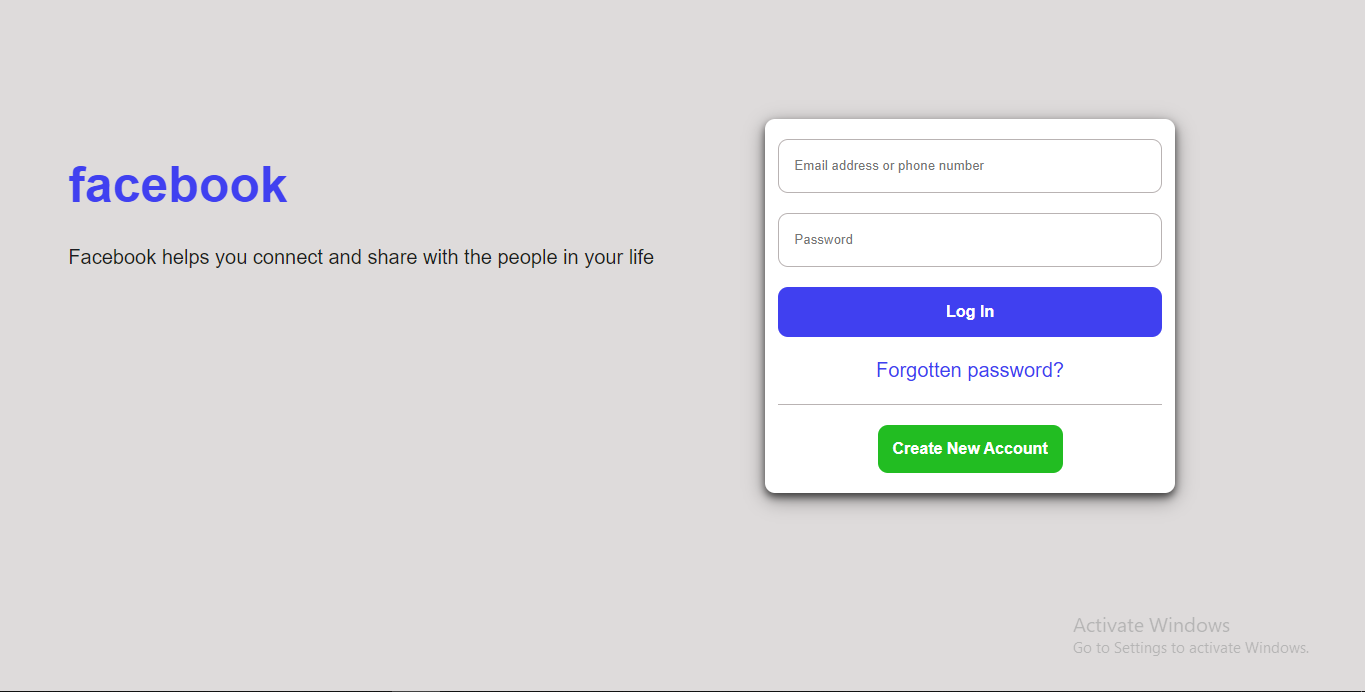 facebook
Facebook helps you connect and share with the people in your life
Email address or phone number
Password
Log In
Forgotten password?
Create New Account
Activate Windows
Go to Settings to activate Windows.